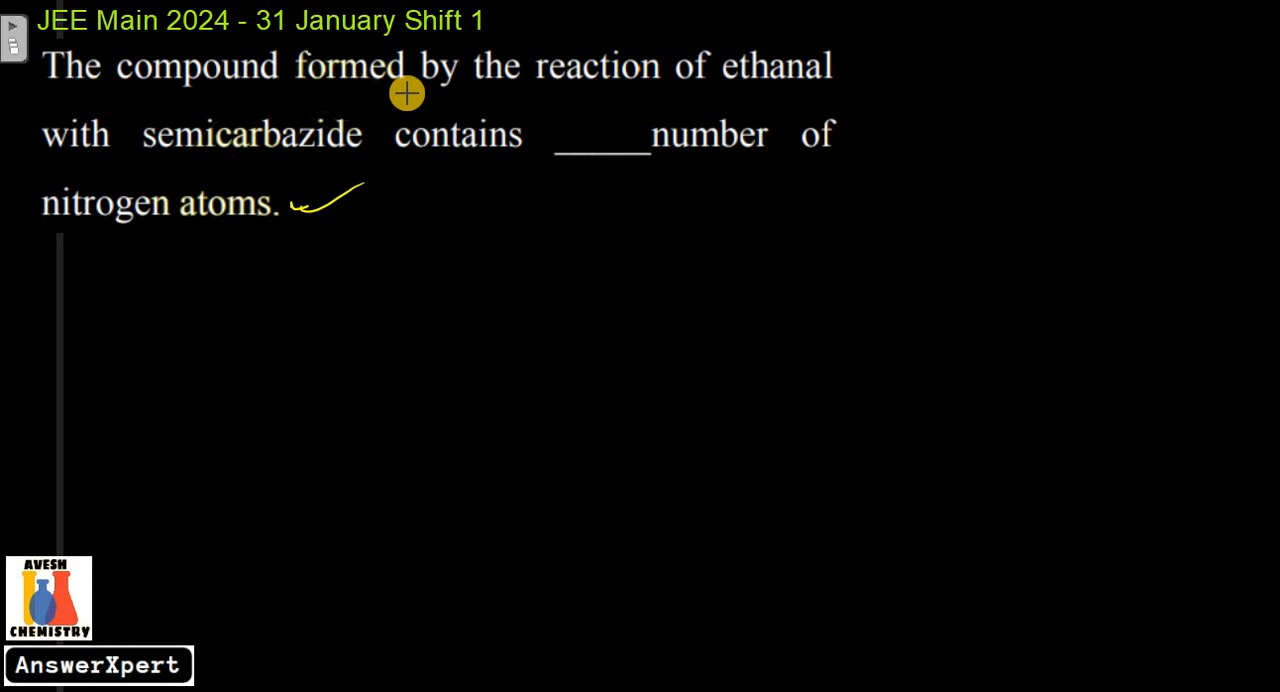 JEE Main 2024 - 31 January Shift 1
The compound formed by the reaction of ethanal
with semicarbazide contains _____number of
nitrogen atoms.
AVESH
CHEMISTRY
AnswerXpert